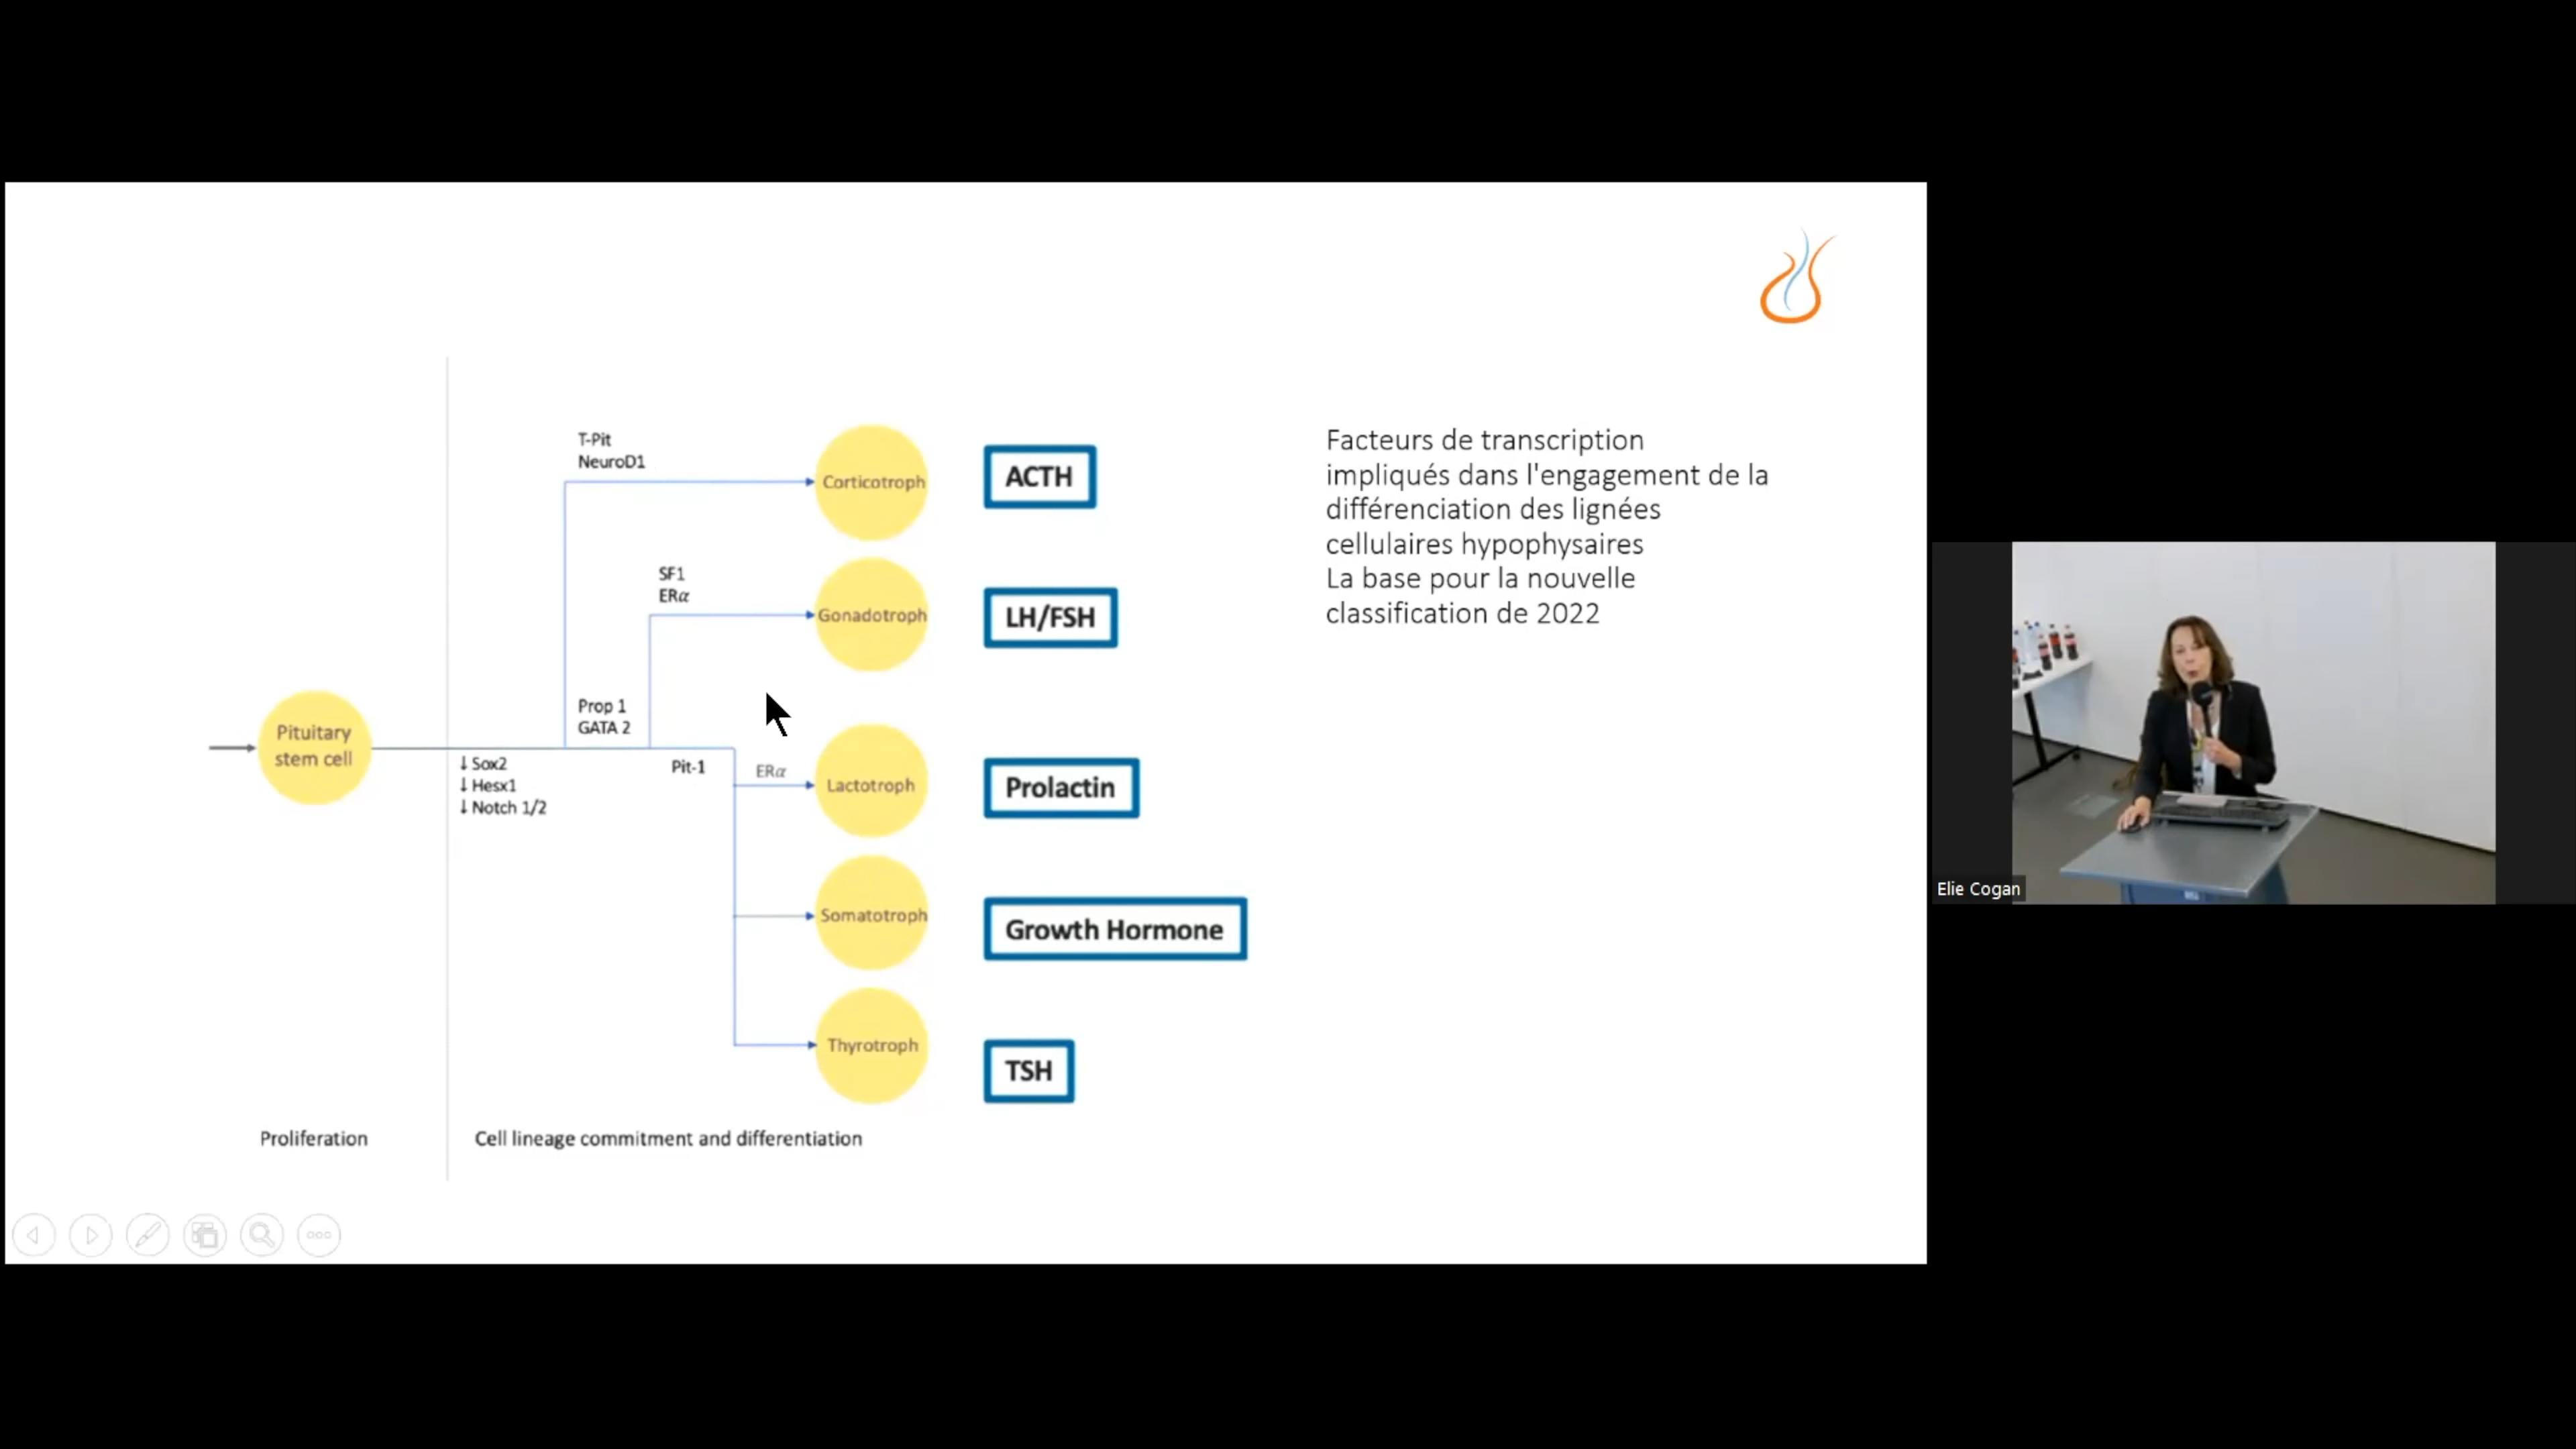 T-Pit
NeuroD1
Corticotroph
ACTH
SF1
ERα
Gonadotroph
LH/FSH
Pituitary
stem cell
↓ Sox2
↓ Hesx1
↓ Notch 1/2
Prop 1
GATA 2
Pit-1
ERα
Lactotroph
Prolactin
Somatotroph
Growth Hormone
Thyrotroph
TSH
Proliferation
Cell lineage commitment and differentiation
Facteurs de transcription
impliqués dans l'engagement de la
différenciation des lignées
cellulaires hypophysaires
La base pour la nouvelle
classification de 2022
Elie Cogan